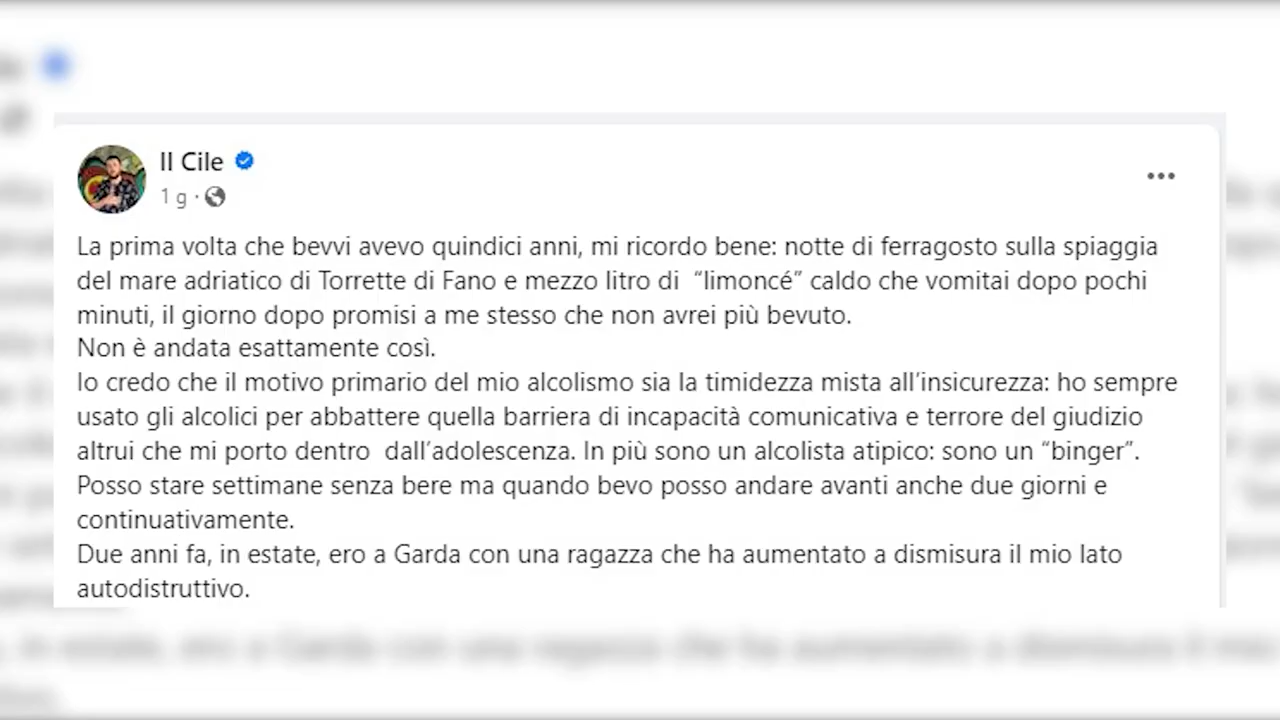 Il Cile
1 g ·
La prima volta che bevvi avevo quindici anni, mi ricordo bene: notte di ferragosto sulla spiaggia
del mare adriatico di Torrette di Fano e mezzo litro di  “limoncé” caldo che vomitai dopo pochi
minuti, il giorno dopo promisi a me stesso che non avrei più bevuto.
Non è andata esattamente così.
Io credo che il motivo primario del mio alcolismo sia la timidezza mista all’insicurezza: ho sempre
usato gli alcolici per abbattere quella barriera di incapacità comunicativa e terrore del giudizio
altrui che mi porto dentro  dall’adolescenza. In più sono un alcolista atipico: sono un “binger”.
Posso stare settimane senza bere ma quando bevo posso andare avanti anche due giorni e
continuativamente.
Due anni fa, in estate, ero a Garda con una ragazza che ha aumentato a dismisura il mio lato
autodistruttivo.